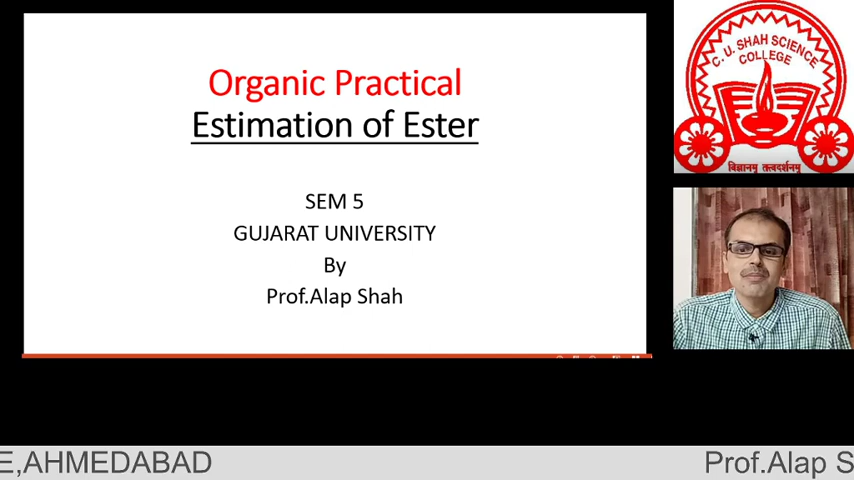 Organic Practical
Estimation of Ester
SEM 5
GUJARAT UNIVERSITY
By
Prof.Alap Shah
C. U. SHAH SCIENCE
COLLEGE
विज्ञानम् तत्वदर्शनम्
E,AHMEDABAD
Prof.Alap S